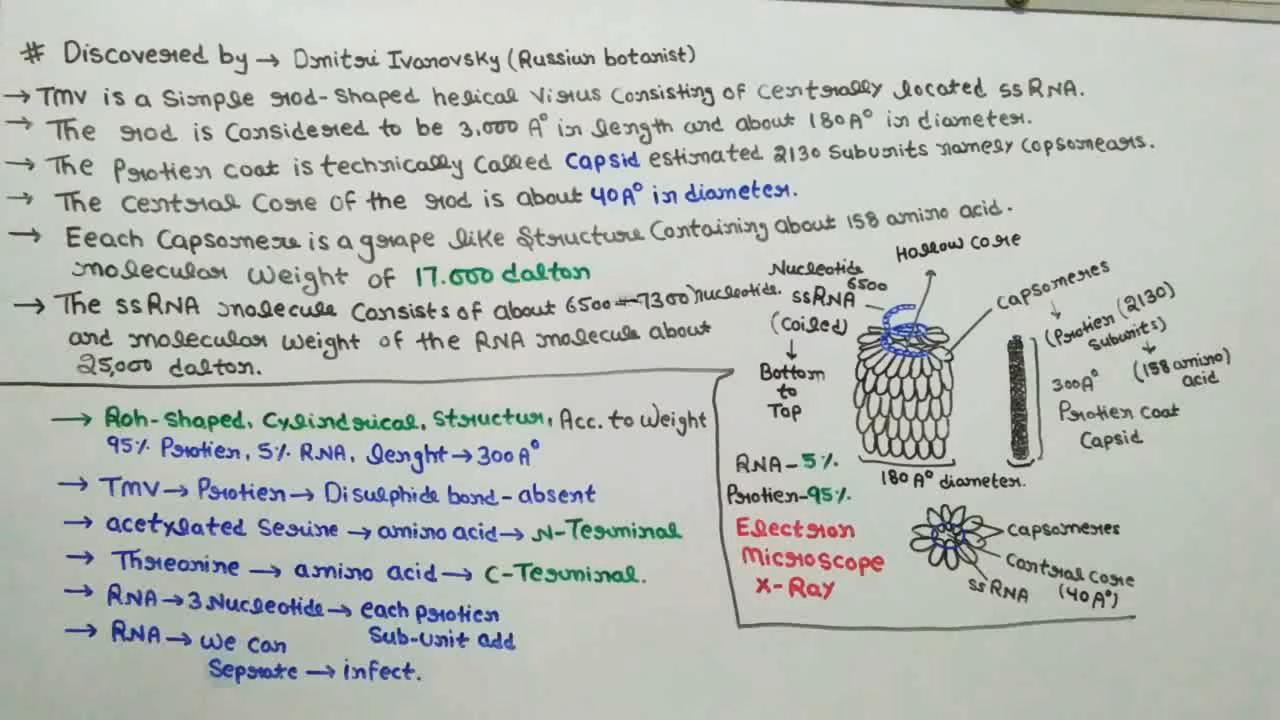 # Discovered by → Dmitri Ivanovsky (Russiun botanist)
→ TMV is a Simple rod-shaped helical Virus Consisting of centrally located ssRNA.
→ The rod is Considered to be 3.000 A° in length and about 180A° in diameter.
→ The Protien coat is technically Called Capsid estimated 2130 Subunits namely Copsomears.
→ The Central Core of the rod is about 40A° in diameter.
→ Eeach Capsomere is a grape like Structure Containing about 158 amino acid.
molecular Weight of 17.000 dalton
→ The ssRNA molecule Consists of about 6500-7300 nucleotide.
and molecular Weight of the RNA molecule about
25,000 dalton.
→ Roh-Shaped, Cylindrical, Structur, Acc. to Weight
95% Protien, 5% RNA, lenght → 300A°
→ TMV → Protien → Disulphide bond-absent
→ acetylated Serine → amino acid → N-Terminal
→ Threonine → amino acid → C-Terminal.
→ RNA → 3 Nucleotide → each protien
Sub-unit add
→ RNA → we can
Seprate → infect.
Hollow Core
Nucleotide
6500
ssRNA
(Coiled)
↓
Bottom
to
Top
Capsomeres
↓
(Protien (2130)
Subunits)
↓
(158 amino)
acid
300A°
Protien Coat
Capsid
180 A° diameter.
RNA-5%
Protien-95%
Electron
Microscope
X-Ray
Capsomeres
Contral core
(40A°)
ssRNA